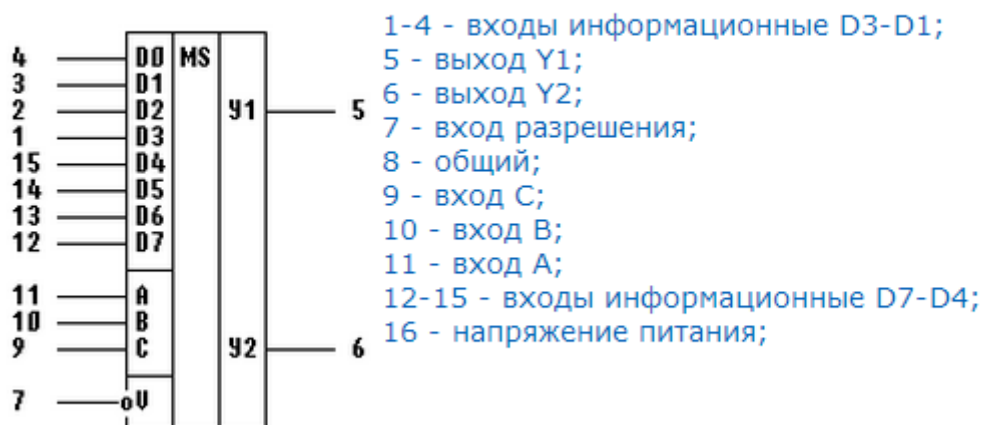 4 D0 MS
3 D1
2 D2 У1 5
1 D3
15 D4
14 D5
13 D6
12 D7
11 A
10 B
9 C У2 6
7 V
1-4 - входы информационные D3-D1;
5 - выход Y1;
6 - выход Y2;
7 - вход разрешения;
8 - общий;
9 - вход C;
10 - вход B;
11 - вход A;
12-15 - входы информационные D7-D4;
16 - напряжение питания;